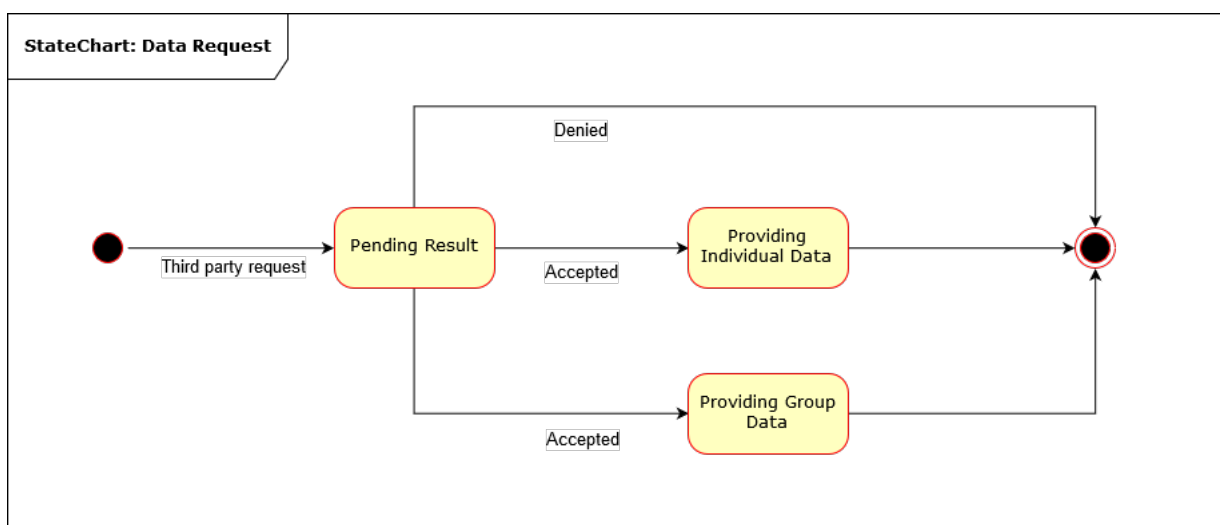 StateChart: Data Request
Denied
Pending Result
Providing
Individual Data
Third party request
Accepted
Providing Group
Data
Accepted